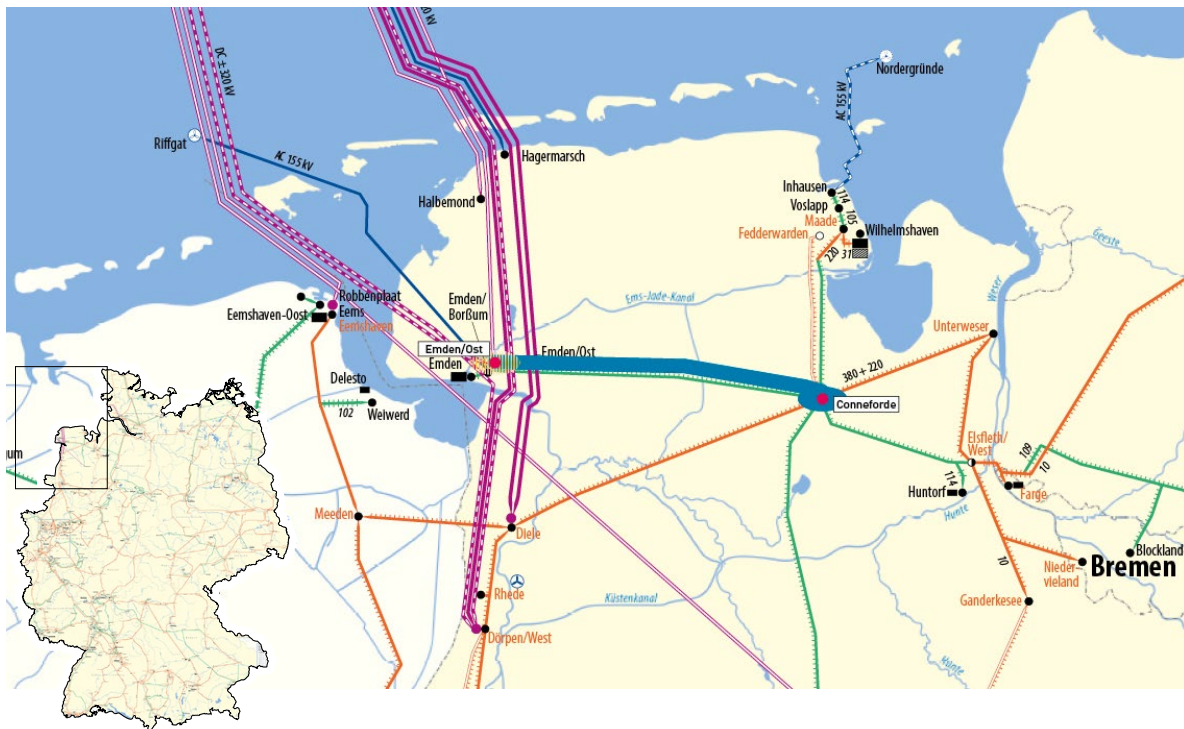 20 kV
DC ± 320 kV
Nordergründe
AC 155 kV
Riffgat
AC 155 kV
Hagermarsch
Halbemond
Inhausen
114
Voslapp
105
Maade
Fedderwarden
Wilhelmshaven
220
31
Geeste
Ems-Jade-Kanal
Weser
Robbenplaat
Eems
Eemshaven-Oost
Eemshaven
Emden/
Borßum
Unterweser
Emden/Ost
Emden/Ost
Emden
380 + 220
Delesto
Conneforde
102
Weiwerd
Elsfleth/
West
109
10
um
114
Huntorf
Farge
Hunte
Meeden
Diele
Blockland
Bremen
Nieder-
vieland
10
Rhede
Küstenkanal
Ganderkesee
Dörpen/West
Hunte